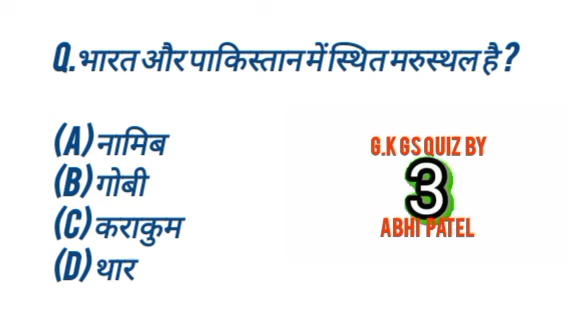 Q.भारत और पाकिस्तान में स्थित मरुस्थल है ?
(A) नामिब
(B) गोबी
(C) कराकुम
(D) थार
G.K GS QUIZ BY
3
ABHI PATEL